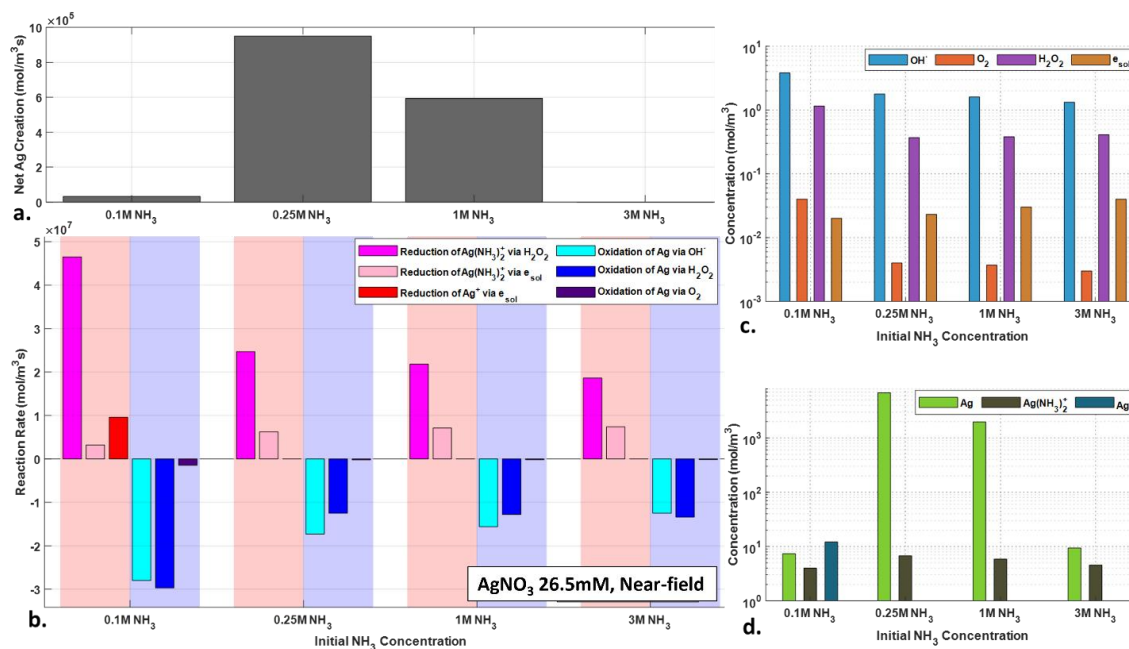 ×10⁵
10
8
6
4
2
0
Net Ag Creation (mol/m³s)
0.1M NH₃ 0.25M NH₃ 1M NH₃ 3M NH₃
a.
×10⁷
5
4
3
2
1
0
-1
-2
-3
Reaction Rate (mol/m³s)
Reduction of Ag(NH₃)₂⁺ via H₂O₂
Reduction of Ag(NH₃)₂⁺ via eₛₒₗ
Reduction of Ag⁺ via eₛₒₗ
Oxidation of Ag via OH⁻
Oxidation of Ag via H₂O₂
Oxidation of Ag via O₂
AgNO₃ 26.5mM, Near-field
0.1M NH₃ 0.25M NH₃ 1M NH₃ 3M NH₃
b.
Initial NH₃ Concentration
OH⁻ O₂ H₂O₂ eₛₒₗ
10¹
10⁰
10⁻¹
10⁻²
10⁻³
Concentration (mol/m³)
0.1M NH₃ 0.25M NH₃ 1M NH₃ 3M NH₃
c.
Initial NH₃ Concentration
Ag Ag(NH₃)₂⁺ Ag
10³
10²
10¹
10⁰
Concentration (mol/m³)
0.1M NH₃ 0.25M NH₃ 1M NH₃ 3M NH₃
d.
Initial NH₃ Concentration